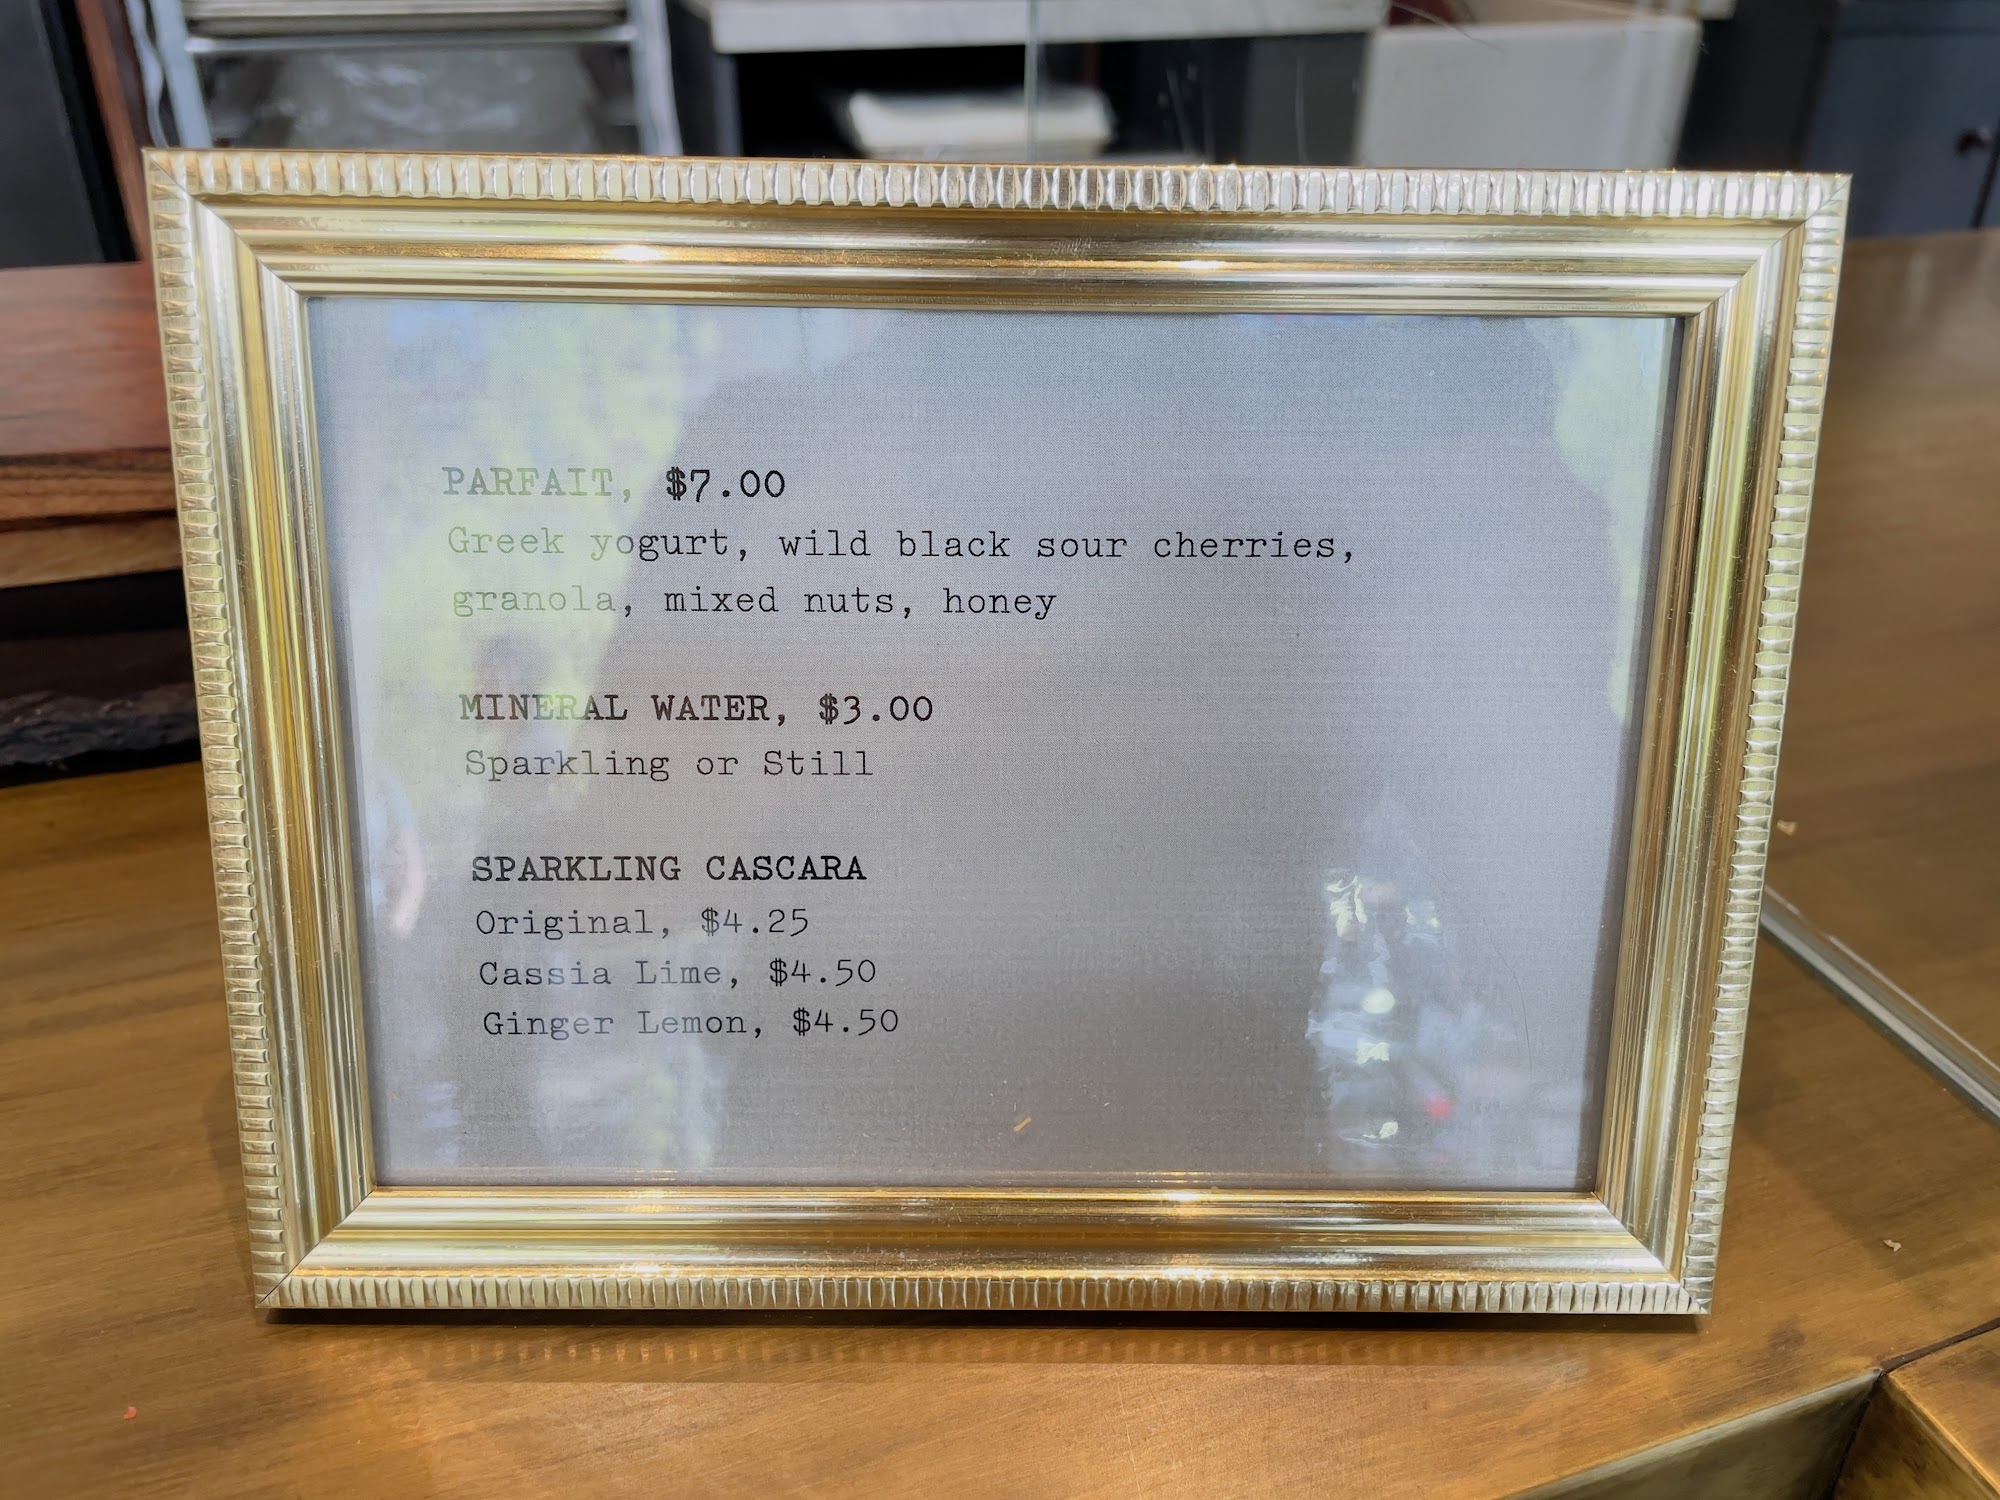 PARFAIT, $7.00
Greek yogurt, wild black sour cherries,
granola, mixed nuts, honey
MINERAL WATER, $3.00
Sparkling or Still
SPARKLING CASCARA
Original, $4.25
Cassia Lime, $4.50
Ginger Lemon, $4.50